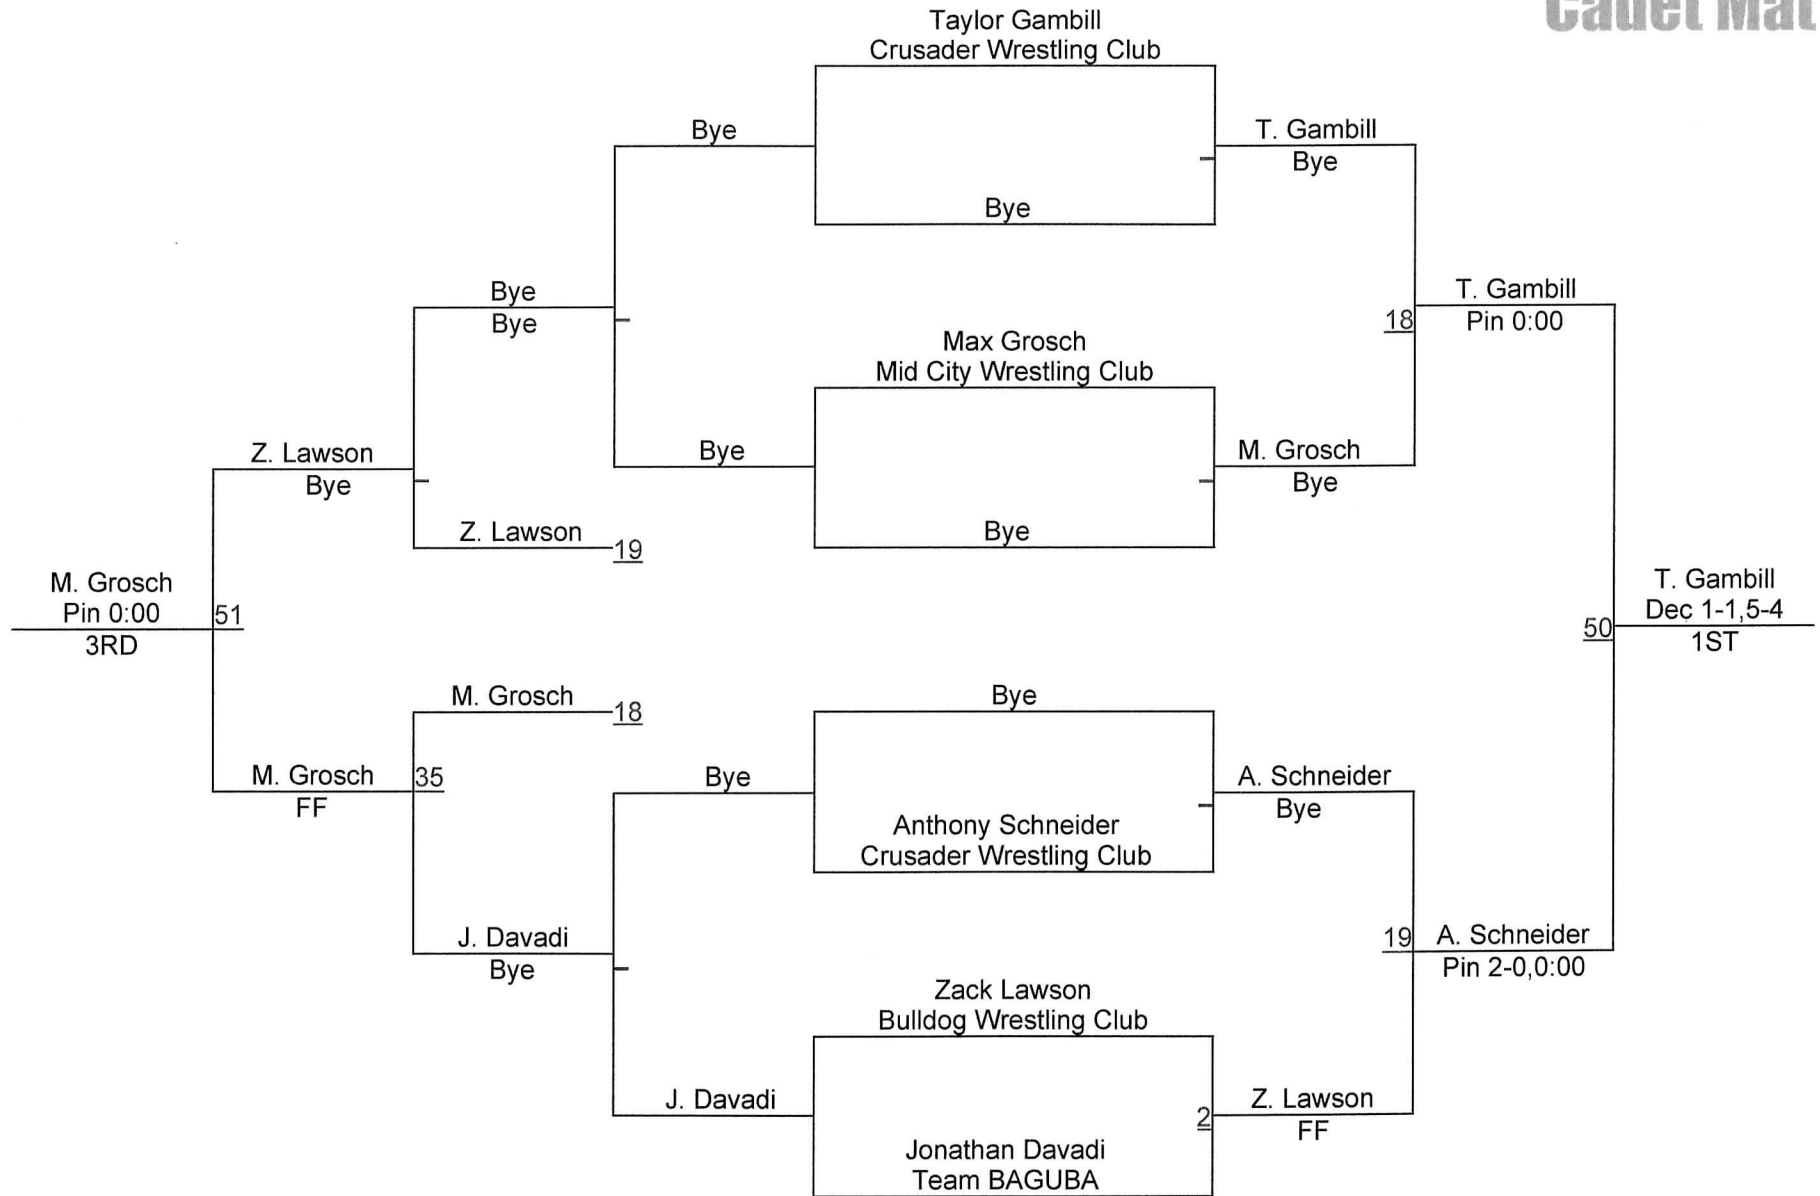 Cadet Mat
Taylor Gambill
Crusader Wrestling Club
Bye
T. Gambill
Bye
Bye
Bye
Bye
T. Gambill
18
Pin 0:00
Max Grosch
Mid City Wrestling Club
Z. Lawson
Bye
Bye
M. Grosch
Bye
Z. Lawson
19
Bye
M. Grosch
Pin 0:00
51
3RD
T. Gambill
Dec 1-1,5-4
50
1ST
M. Grosch
18
Bye
M. Grosch
35
FF
Bye
A. Schneider
Bye
Anthony Schneider
Crusader Wrestling Club
J. Davadi
Bye
19
A. Schneider
Pin 2-0,0:00
Zack Lawson
Bulldog Wrestling Club
J. Davadi
2
Z. Lawson
FF
Jonathan Davadi
Team BAGUBA